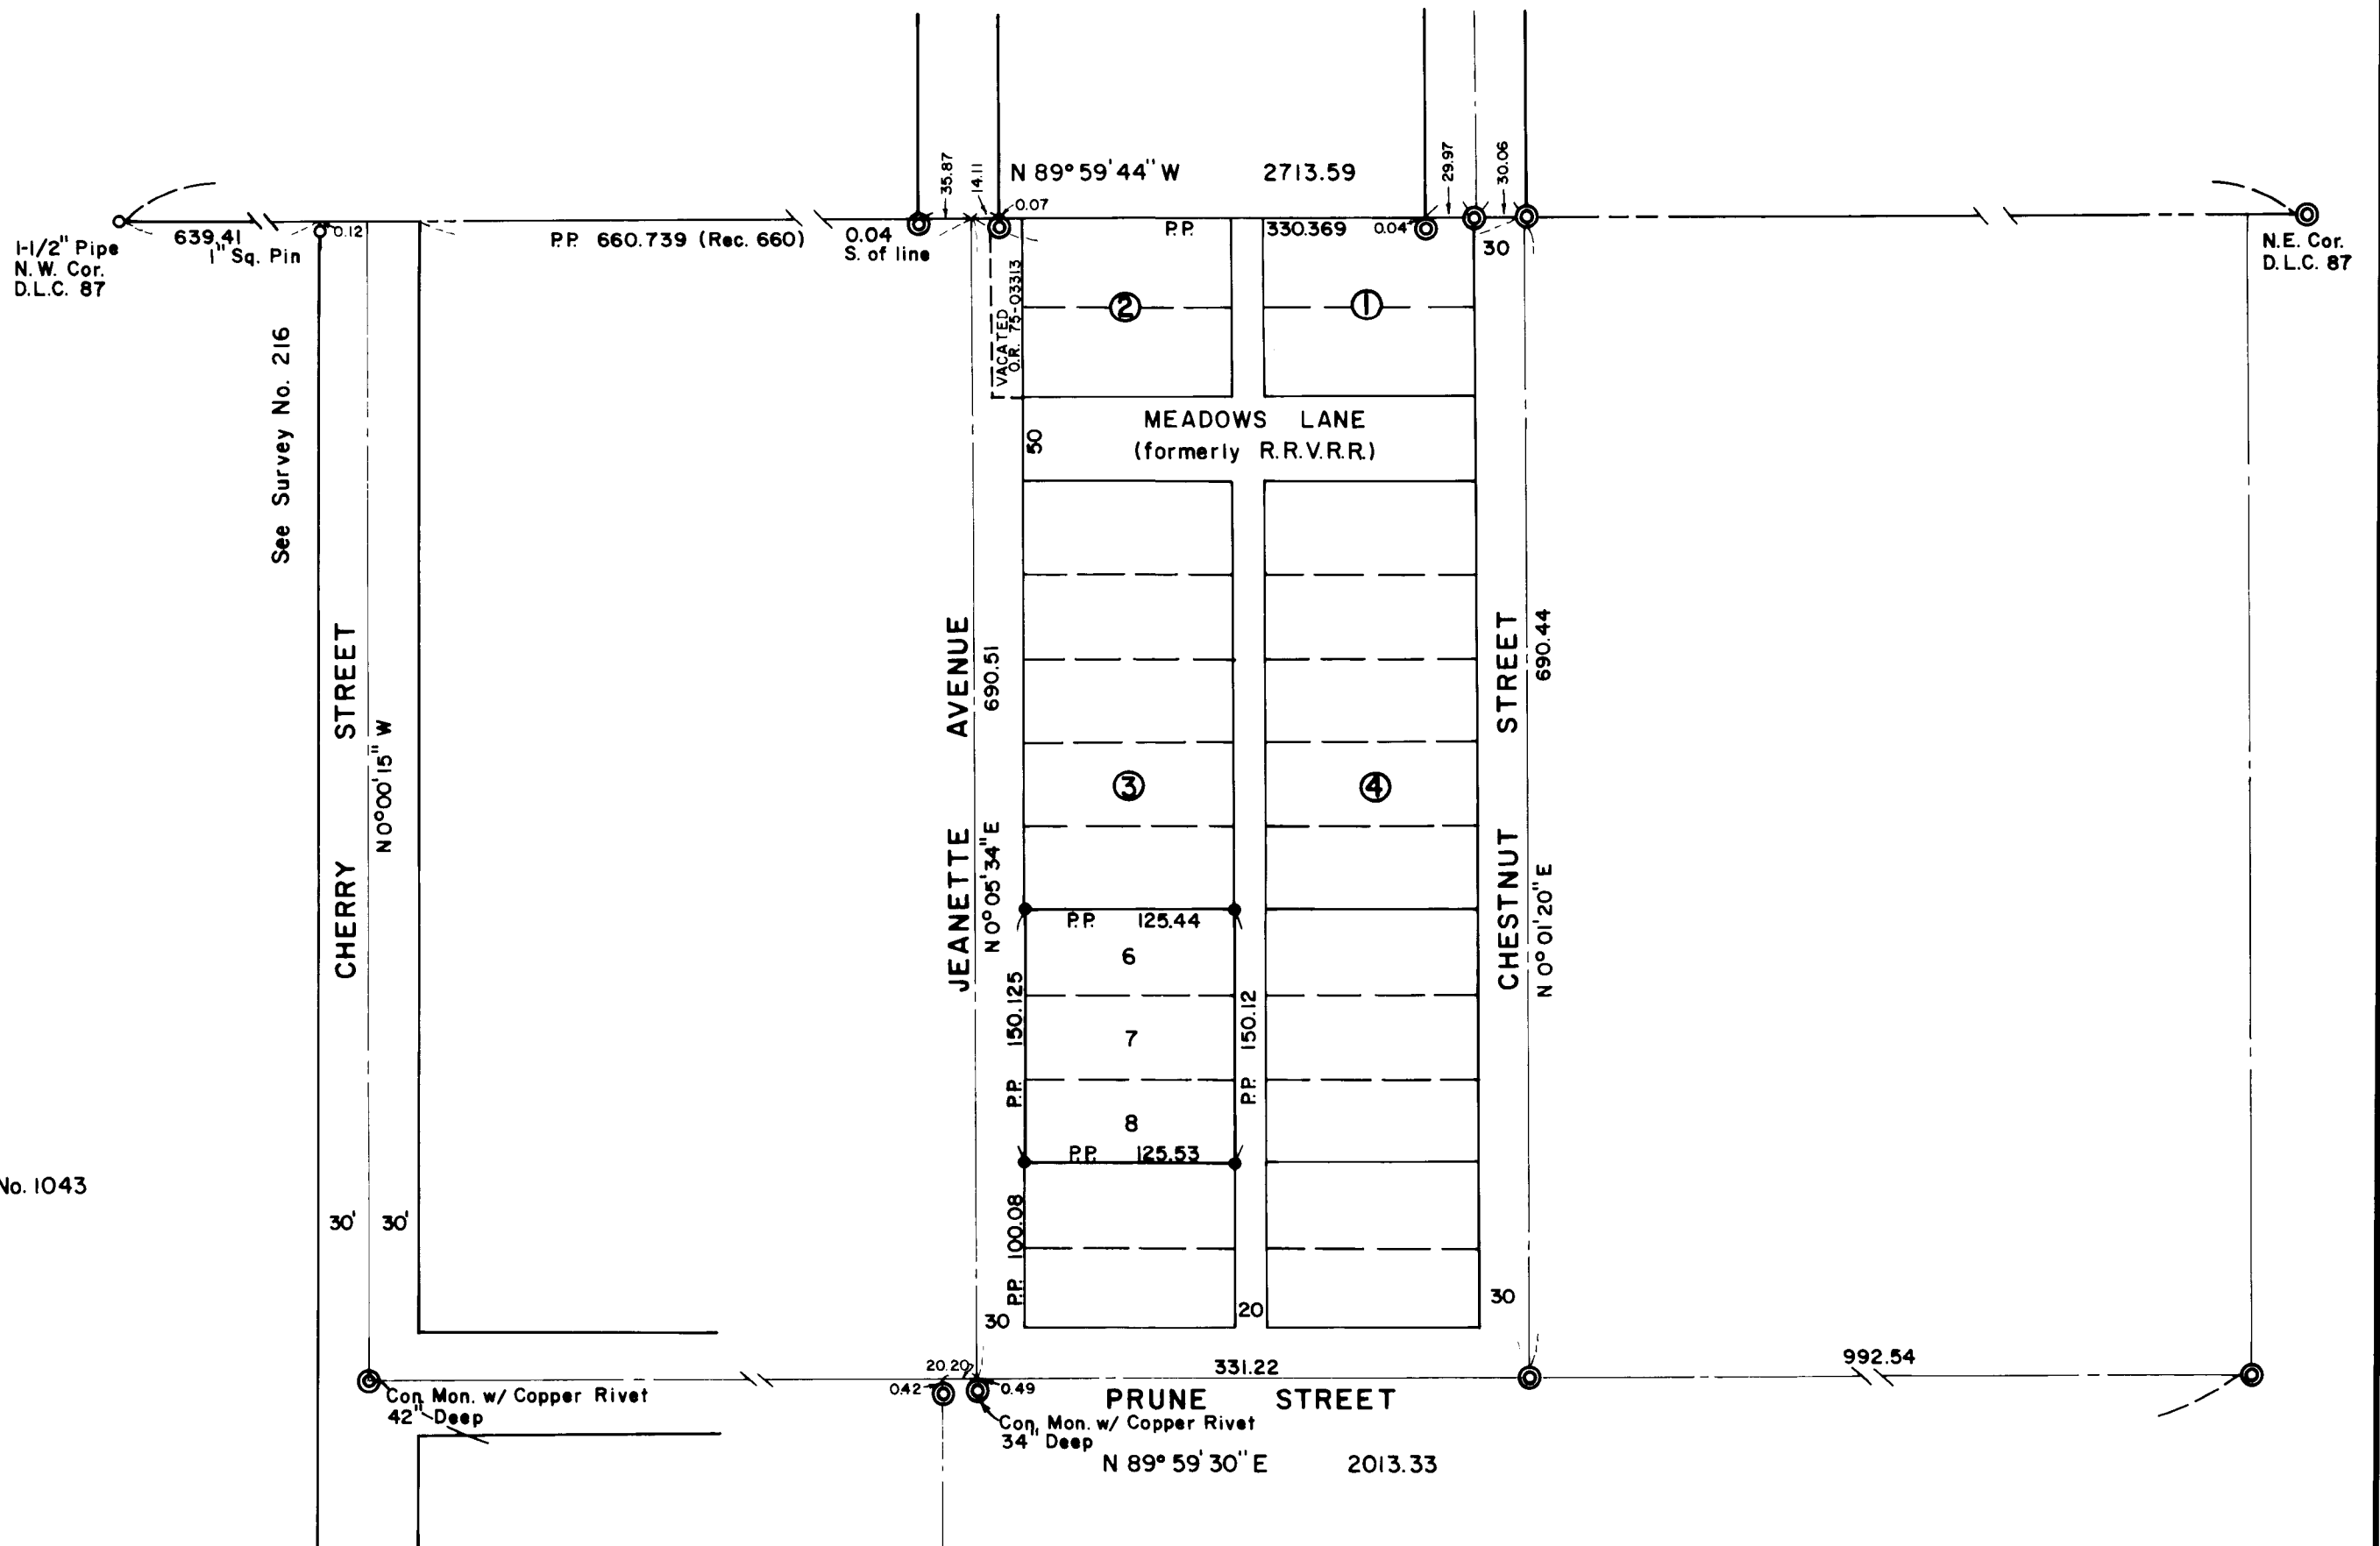 N 89° 59' 44" W 2713.59
35.87
14.11
29.97
30.06
1-1/2" Pipe
N. W. Cor.
D.L.C. 87
639.41
1" Sq. Pin
0.12
P.P. 660.739 (Rec. 660)
0.04
S. of line
0.07
P.P. 330.369
0.04
30
N.E. Cor.
D.L.C. 87
See Survey No. 216
VACATED
O.R. 75-03313
2
1
MEADOWS LANE
(formerly R.R.V.R.R.)
50
CHERRY STREET
N 0° 00' 15" W
JEANETTE AVENUE
N 0° 05' 34" E 690.51
3
4
CHESTNUT STREET
N 0° 01' 20" E 690.44
P.P. 125.44
6
7
8
P.P. 150.125
P.P. 150.12
P.P. 125.53
No. 1043
30' 30'
P.P. 100.08
30
20
30
20.20
0.42
0.49
331.22
992.54
Con. Mon. w/ Copper Rivet
42" Deep
PRUNE STREET
Con. Mon. w/ Copper Rivet
34" Deep
N 89° 59' 30" E 2013.33